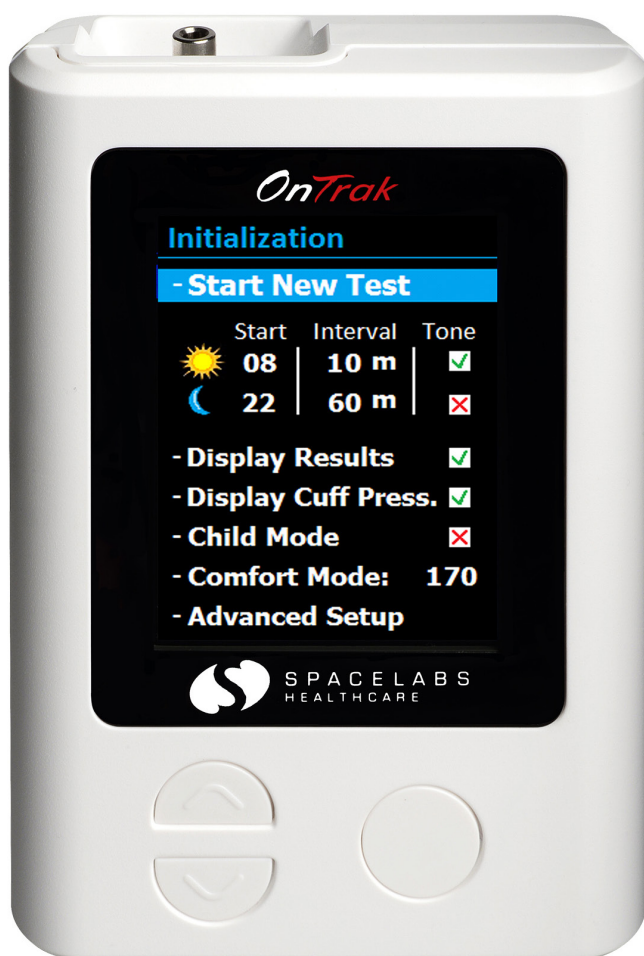 OnTrak
Initialization
- Start New Test
Start Interval Tone
08 10 m
22 60 m
- Display Results
- Display Cuff Press.
- Child Mode
- Comfort Mode: 170
- Advanced Setup
SPACELABS
HEALTHCARE